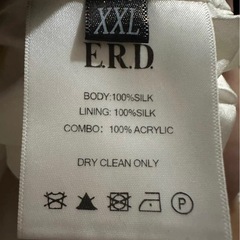 XXL
E.R.D.
BODY:100%SILK
LINING: 100%SILK
COMBO: 100% ACRYLIC
DRY CLEAN ONLY
P